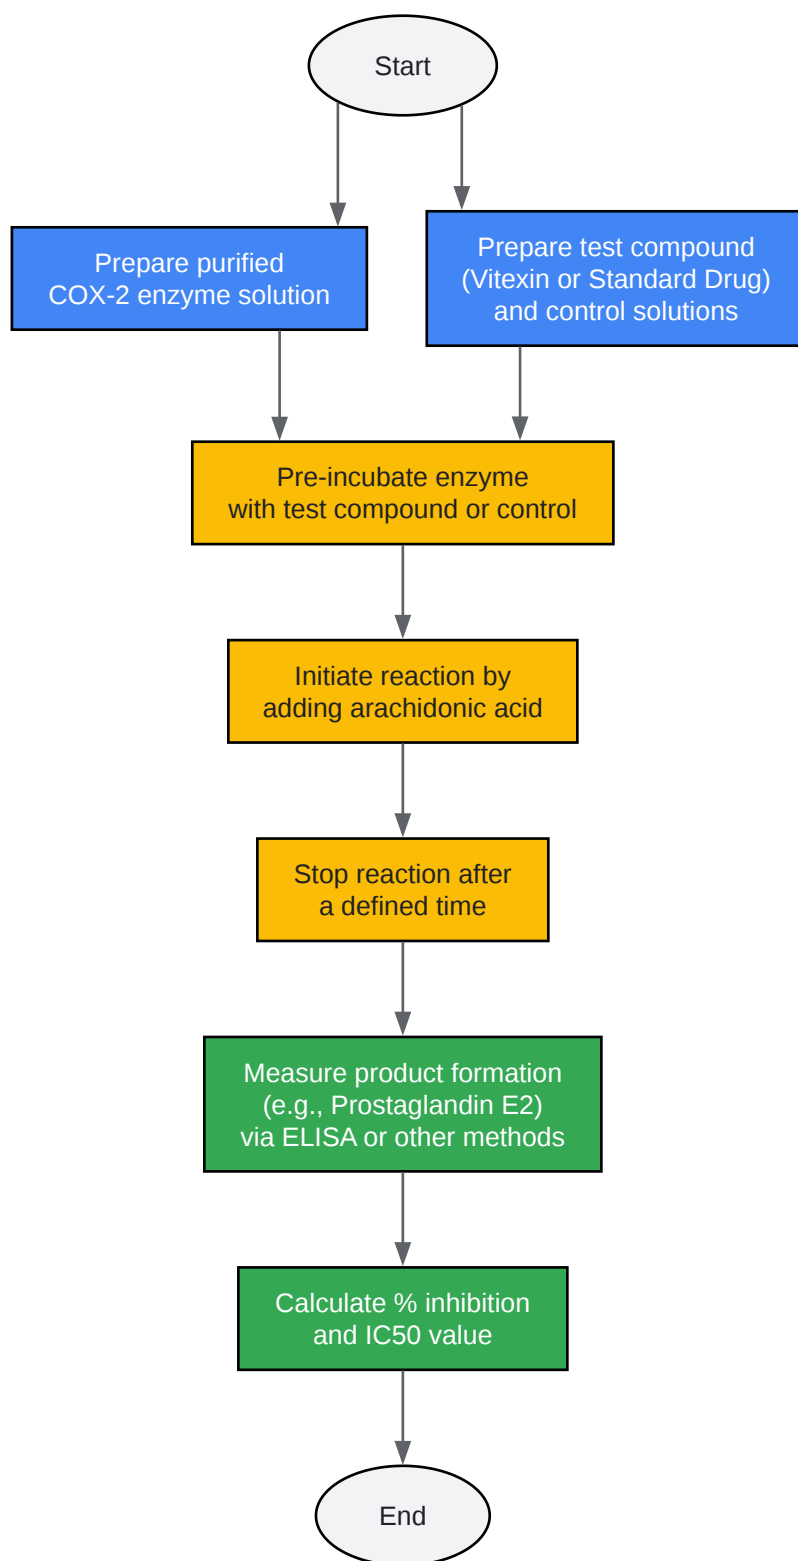 Start
Prepare purified
COX-2 enzyme solution
Prepare test compound
(Vitexin or Standard Drug)
and control solutions
Pre-incubate enzyme
with test compound or control
Initiate reaction by
adding arachidonic acid
Stop reaction after
a defined time
Measure product formation
(e.g., Prostaglandin E2)
via ELISA or other methods
Calculate % inhibition
and IC50 value
End